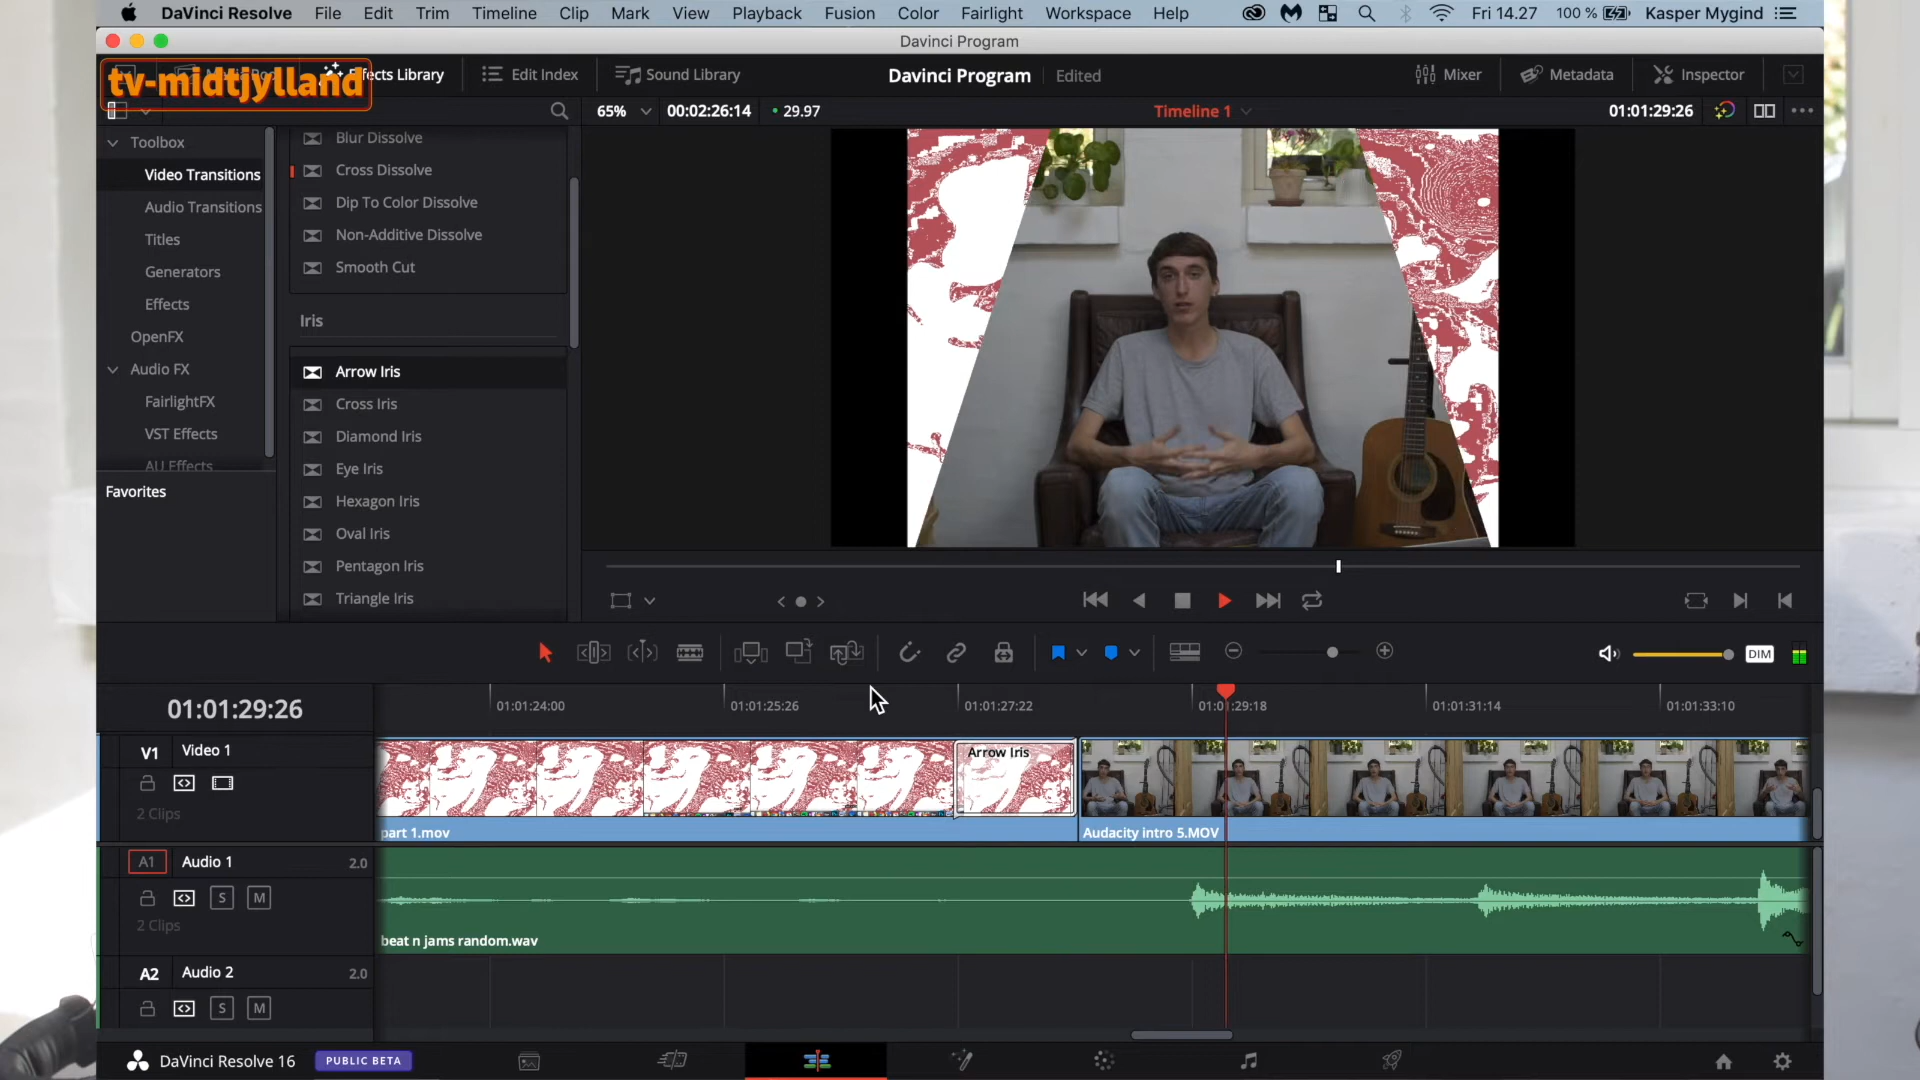 DaVinci Resolve File Edit Trim Timeline Clip Mark View Playback Fusion Color Fairlight Workspace Help Fri 14.27 100 % Kasper Mygind
Davinci Program
tv-midtjylland
Effects Library Edit Index Sound Library Davinci Program Edited Mixer Metadata Inspector
65% 00:02:26:14 29.97 Timeline 1 01:01:29:26
Toolbox
Video Transitions
Audio Transitions
Titles
Generators
Effects
OpenFX
Audio FX
FairlightFX
VST Effects
AU Effects
Favorites
Blur Dissolve
Cross Dissolve
Dip To Color Dissolve
Non-Additive Dissolve
Smooth Cut
Iris
Arrow Iris
Cross Iris
Diamond Iris
Eye Iris
Hexagon Iris
Oval Iris
Pentagon Iris
Triangle Iris
DIM
01:01:29:26 01:01:24:00 01:01:25:26 01:01:27:22 01:01:29:18 01:01:31:14 01:01:33:10
V1 Video 1
2 Clips
Arrow Iris
part 1.mov Audacity intro 5.MOV
A1 Audio 1 2.0
S M
2 Clips
beat n jams random.wav
A2 Audio 2 2.0
S M
DaVinci Resolve 16 PUBLIC BETA